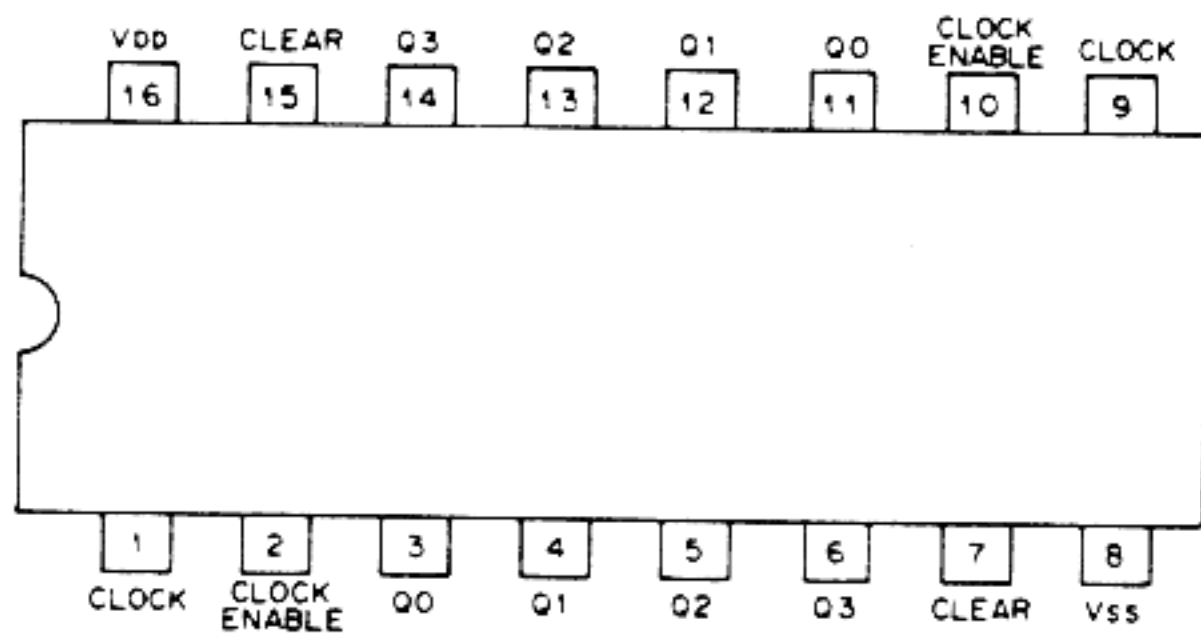 VDD CLEAR Q3 Q2 Q1 Q0 CLOCK ENABLE CLOCK
16 15 14 13 12 11 10 9
1 2 3 4 5 6 7 8
CLOCK CLOCK ENABLE Q0 Q1 Q2 Q3 CLEAR VSS